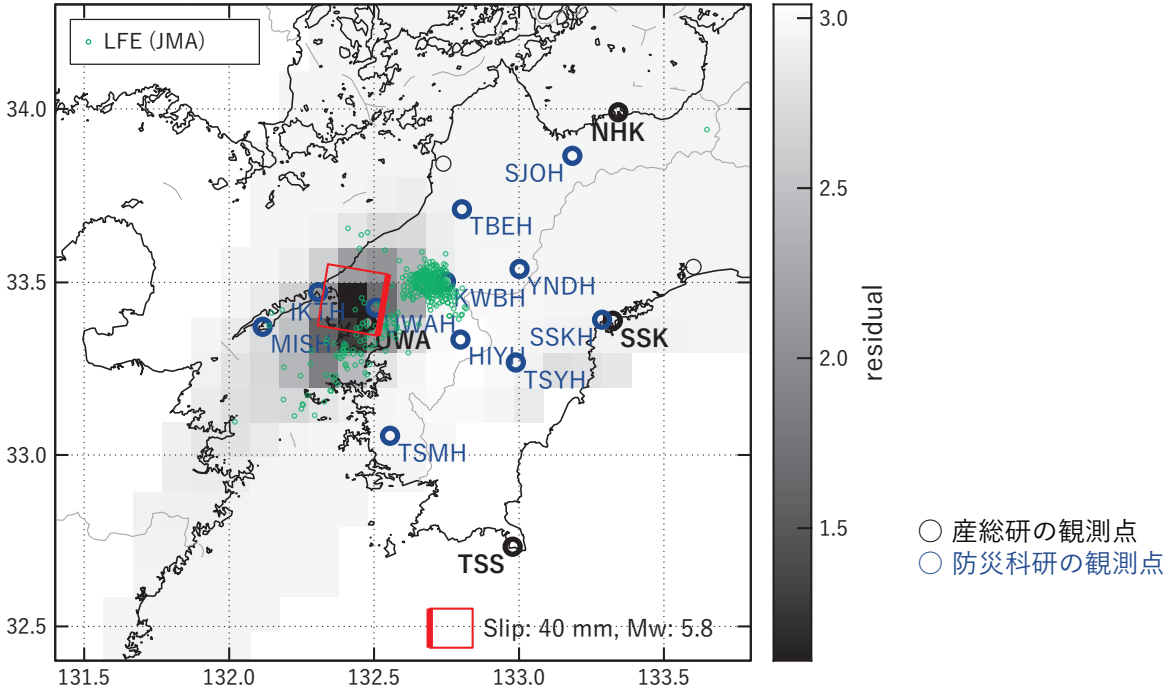 LFE (JMA)
3.0
34.0
NHK
SJOH
2.5
TBEH
33.5
YNDH
KWBH
IKTH
UWAH
SSKH
SSK
MISH
UWA
HIYH
2.0
residual
TSYH
33.0
TSMH
1.5
産総研の観測点
TSS
防災科研の観測点
32.5
Slip: 40 mm, Mw: 5.8
131.5 132.0 132.5 133.0 133.5